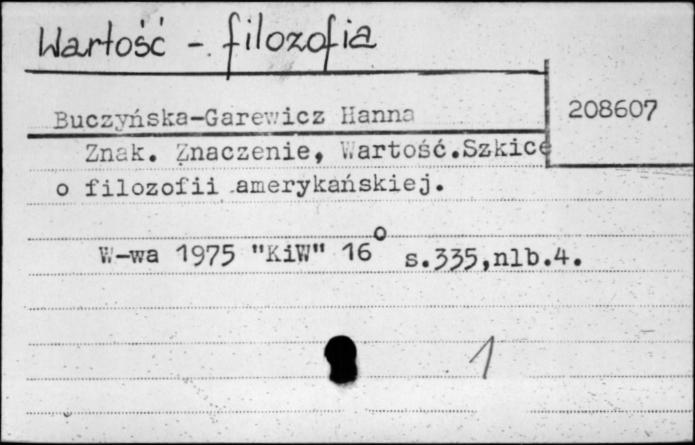 Wartość - filozofia
Buczyńska-Garewicz Hanna
208607
Znak. Znaczenie, Wartość.Szkice
o filozofii amerykańskiej.
W-wa 1975 "KiW" 16° s.335,nlb.4.
1